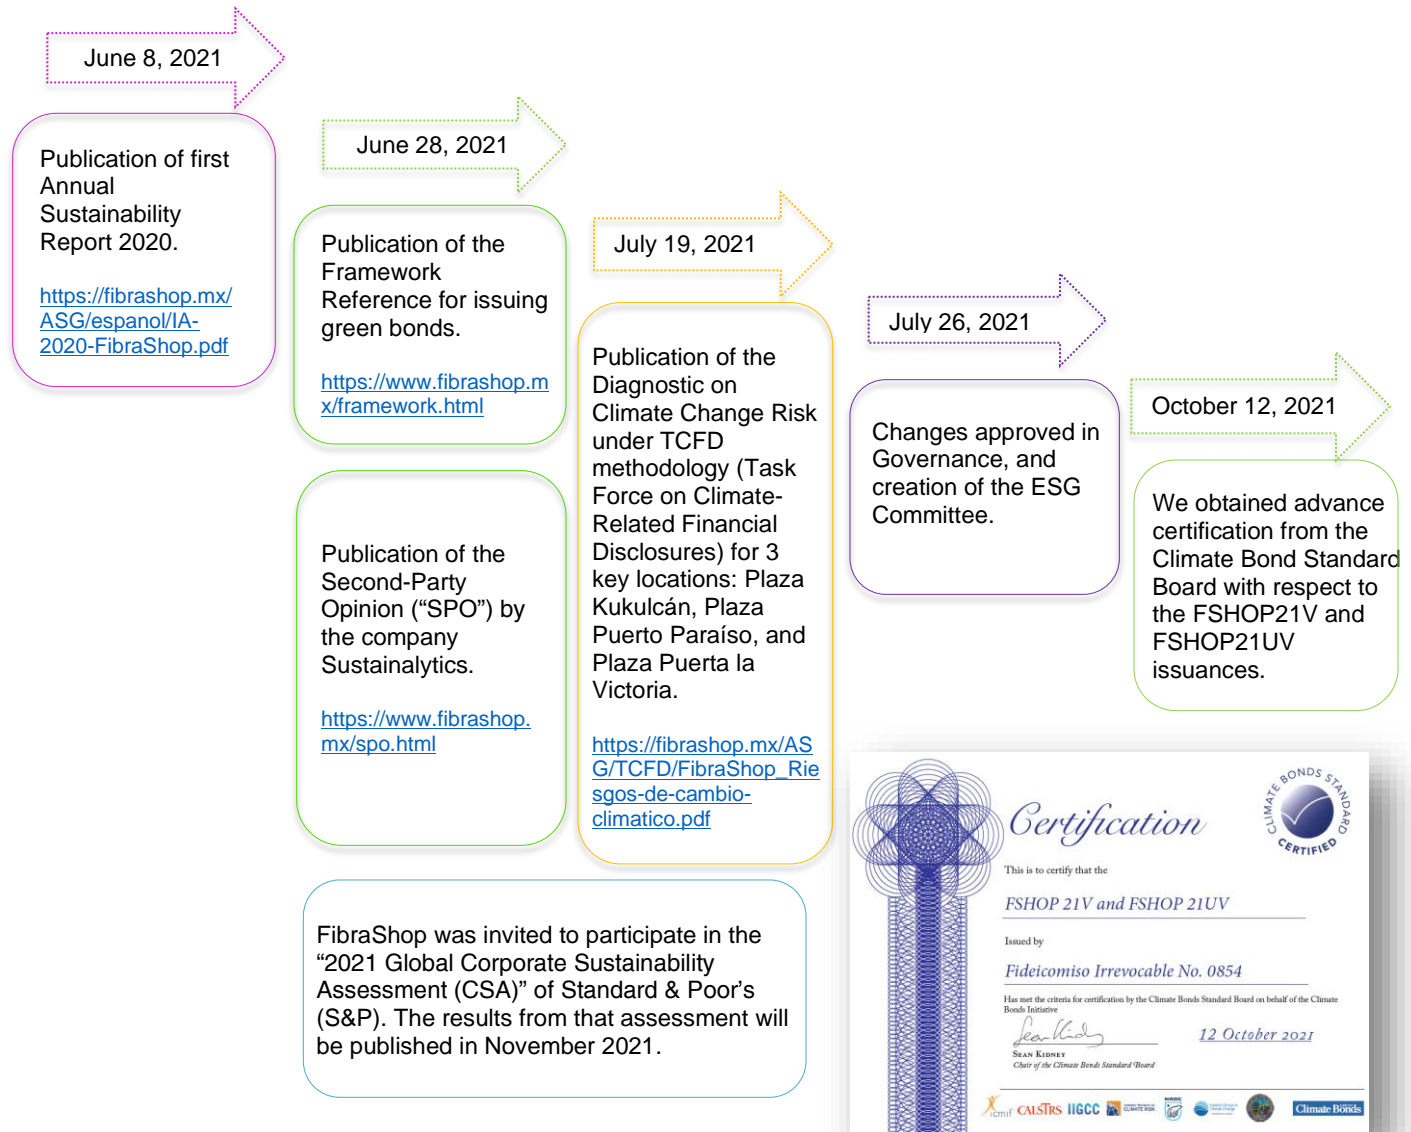 June 8, 2021
Publication of first
Annual
Sustainability
Report 2020.
https://fibrashop.mx/
ASG/espanol/IA-
2020-FibraShop.pdf
June 28, 2021
Publication of the
Framework
Reference for issuing
green bonds.
https://www.fibrashop.m
x/framework.html
Publication of the
Second-Party
Opinion (“SPO”) by
the company
Sustainalytics.
https://www.fibrashop.
mx/spo.html
July 19, 2021
Publication of the
Diagnostic on
Climate Change Risk
under TCFD
methodology (Task
Force on Climate-
Related Financial
Disclosures) for 3
key locations: Plaza
Kukulcán, Plaza
Puerto Paraíso, and
Plaza Puerta la
Victoria.
https://fibrashop.mx/AS
G/TCFD/FibraShop_Rie
sgos-de-cambio-
climatico.pdf
July 26, 2021
Changes approved in
Governance, and
creation of the ESG
Committee.
October 12, 2021
We obtained advance
certification from the
Climate Bond Standard
Board with respect to
the FSHOP21V and
FSHOP21UV
issuances.
FibraShop was invited to participate in the
“2021 Global Corporate Sustainability
Assessment (CSA)” of Standard & Poor’s
(S&P). The results from that assessment will
be published in November 2021.
Certification
CLIMATE BONDS STANDARD
CERTIFIED
This is to certify that the
FSHOP 21V and FSHOP 21UV
Issued by
Fideicomiso Irrevocable No. 0854
Has met the criteria for certification by the Climate Bonds Standard Board on behalf of the Climate
Bonds Initiative
Sean Kidney
12 October 2021
SEAN KIDNEY
Chair of the Climate Bonds Standard Board
icmif CALSTRS IIGCC CLIMATE RISK Climate Bonds